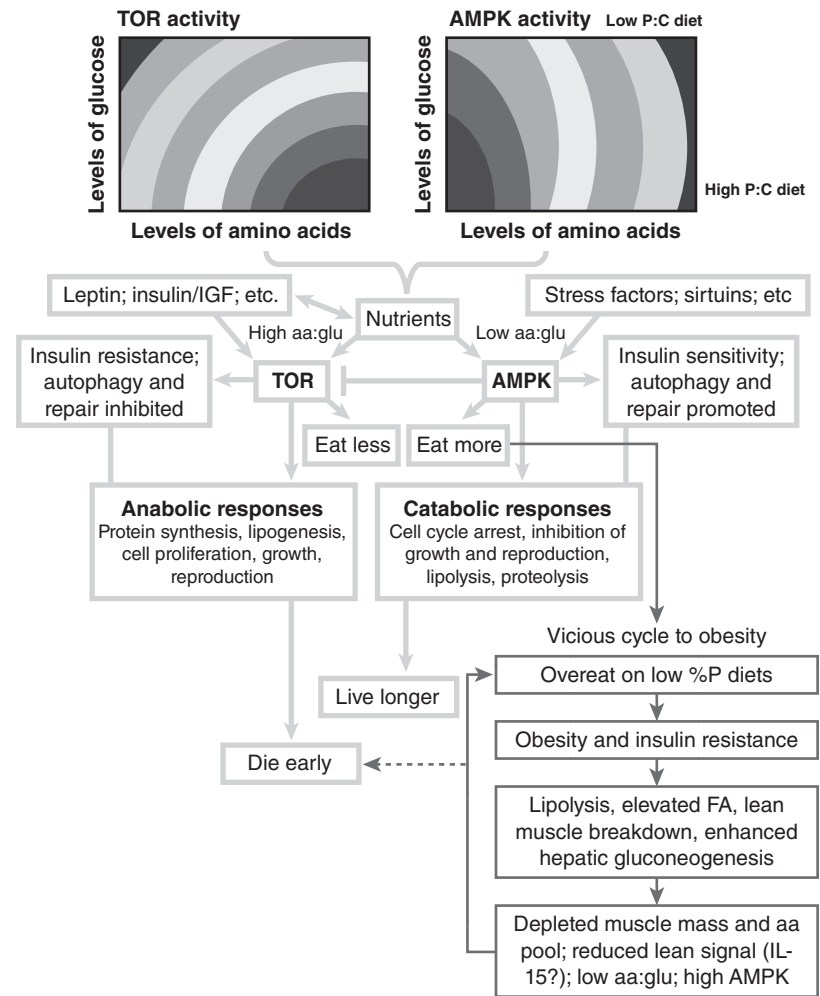 TOR activity
AMPK activity Low P:C diet
Levels of glucose
Levels of glucose
High P:C diet
Levels of amino acids
Levels of amino acids
Leptin; insulin/IGF; etc.
Stress factors; sirtuins; etc
Nutrients
High aa:glu
Low aa:glu
Insulin resistance;
autophagy and
repair inhibited
TOR
AMPK
Insulin sensitivity;
autophagy and
repair promoted
Eat less
Eat more
Anabolic responses
Protein synthesis, lipogenesis,
cell proliferation, growth,
reproduction
Catabolic responses
Cell cycle arrest, inhibition of
growth and reproduction,
lipolysis, proteolysis
Vicious cycle to obesity
Overeat on low %P diets
Live longer
Obesity and insulin resistance
Die early
Lipolysis, elevated FA, lean
muscle breakdown, enhanced
hepatic gluconeogenesis
Depleted muscle mass and aa
pool; reduced lean signal (IL-
15?); low aa:glu; high AMPK